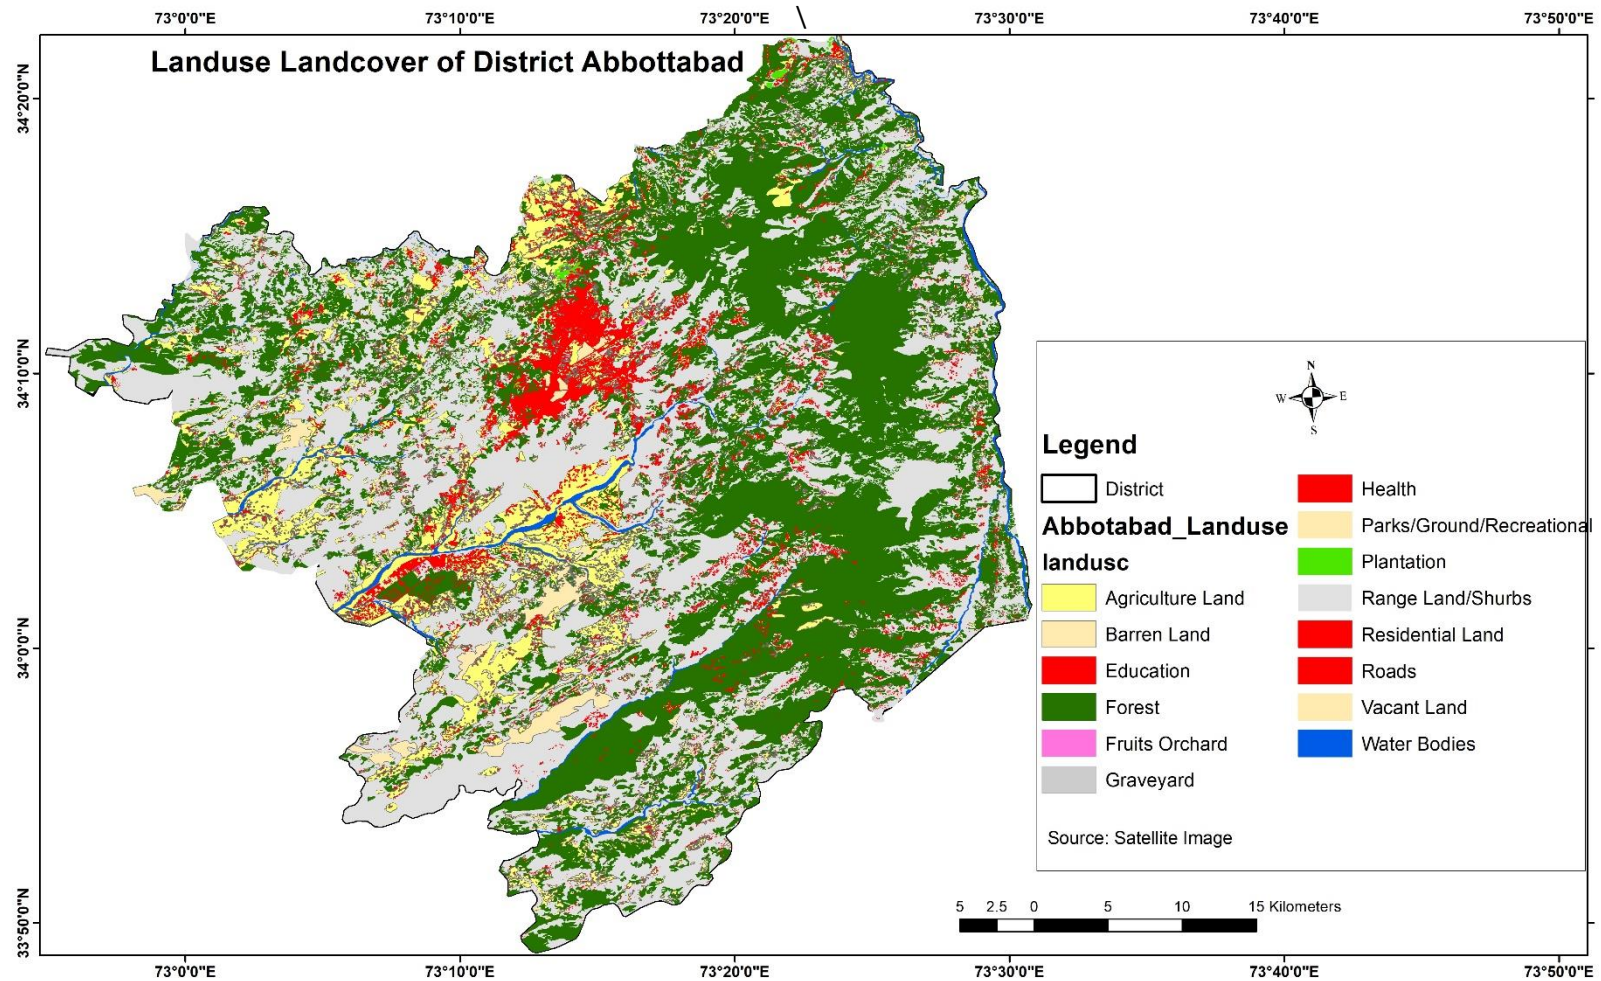 73°0'0"E 73°10'0"E 73°20'0"E 73°30'0"E 73°40'0"E 73°50'0"E
Landuse Landcover of District Abbottabad
34°20'0"N
34°10'0"N
34°0'0"N
33°50'0"N
N
W E
S
Legend
District
Abbotabad_Landuse
landusc
Agriculture Land
Barren Land
Education
Forest
Fruits Orchard
Graveyard
Health
Parks/Ground/Recreational
Plantation
Range Land/Shurbs
Residential Land
Roads
Vacant Land
Water Bodies
Source: Satellite Image
5 2.5 0 5 10 15 Kilometers
73°0'0"E 73°10'0"E 73°20'0"E 73°30'0"E 73°40'0"E 73°50'0"E